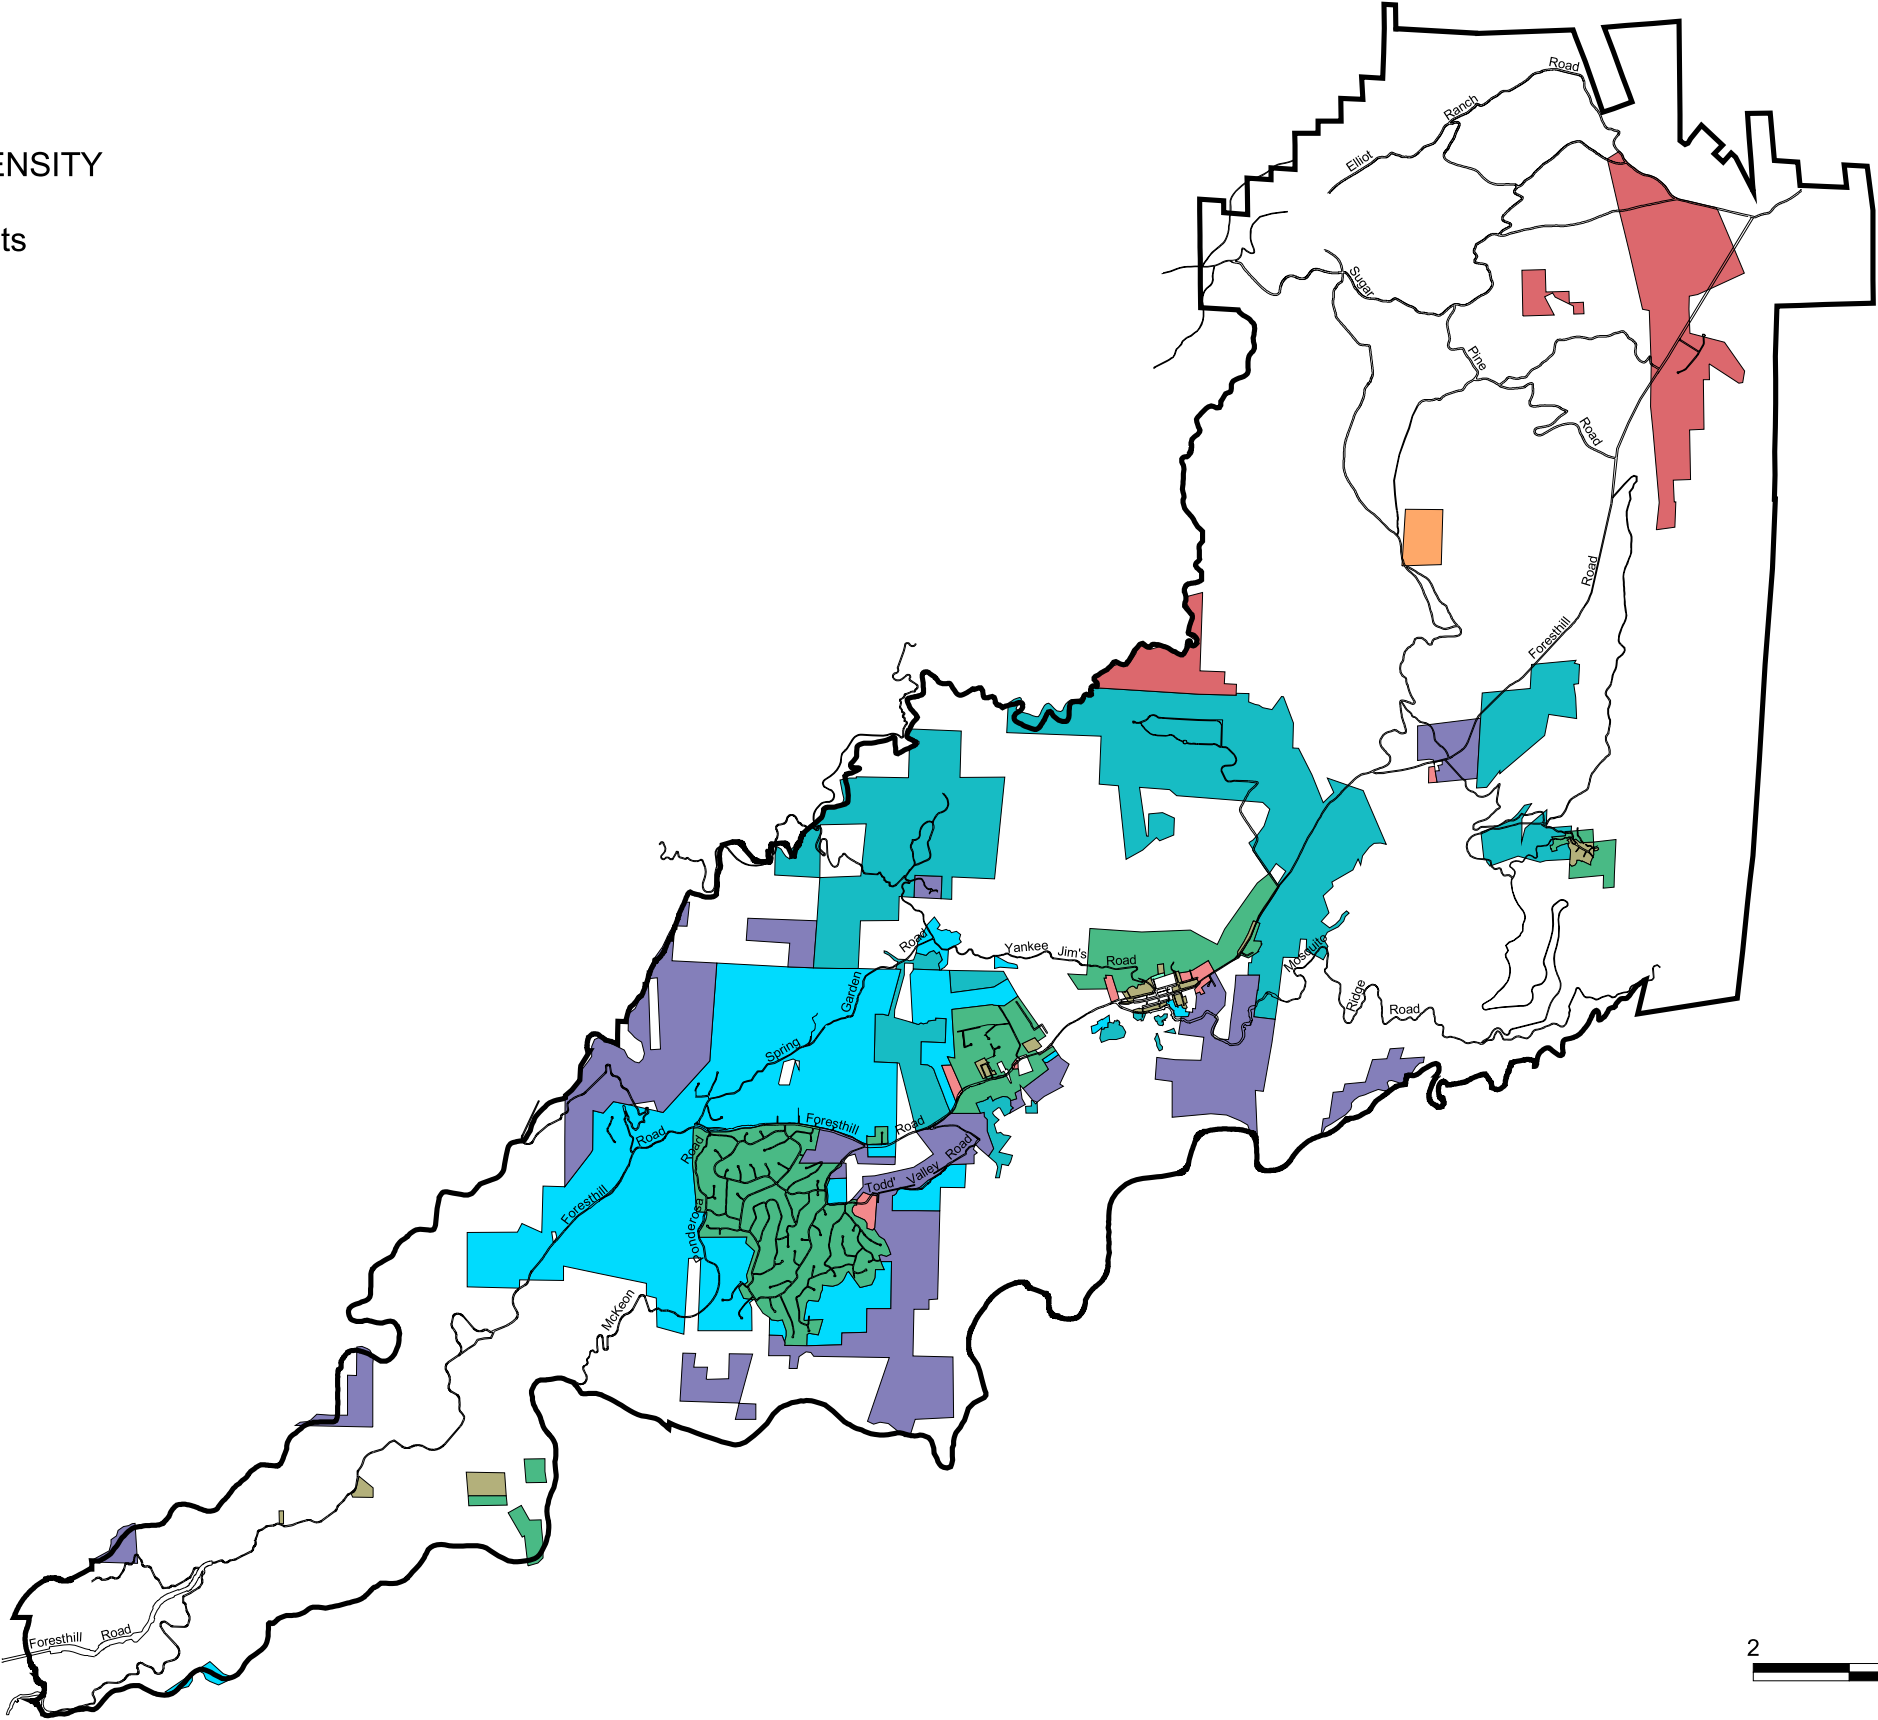 ENSITY
ts
Road
Ranch
Elliot
Sugar
Pine
Road
Road
Foresthill
Road
Yankee Jim's Road
Garden
Spring
Mosquito
Ridge
Road
Foresthill
Road
Road
Road
Todd' Valley Road
Foresthill
Ponderosa
McKeon
Foresthill Road
2